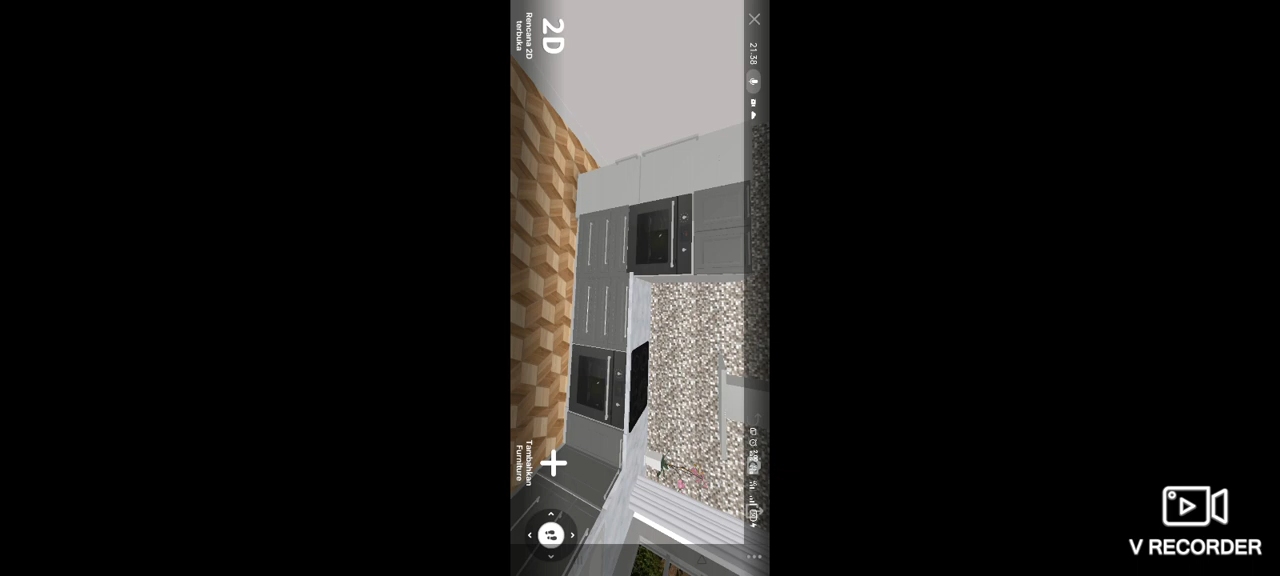 21.38
2D
Rencana 2D
terbuka
Tambahkan
Furniture
V RECORDER